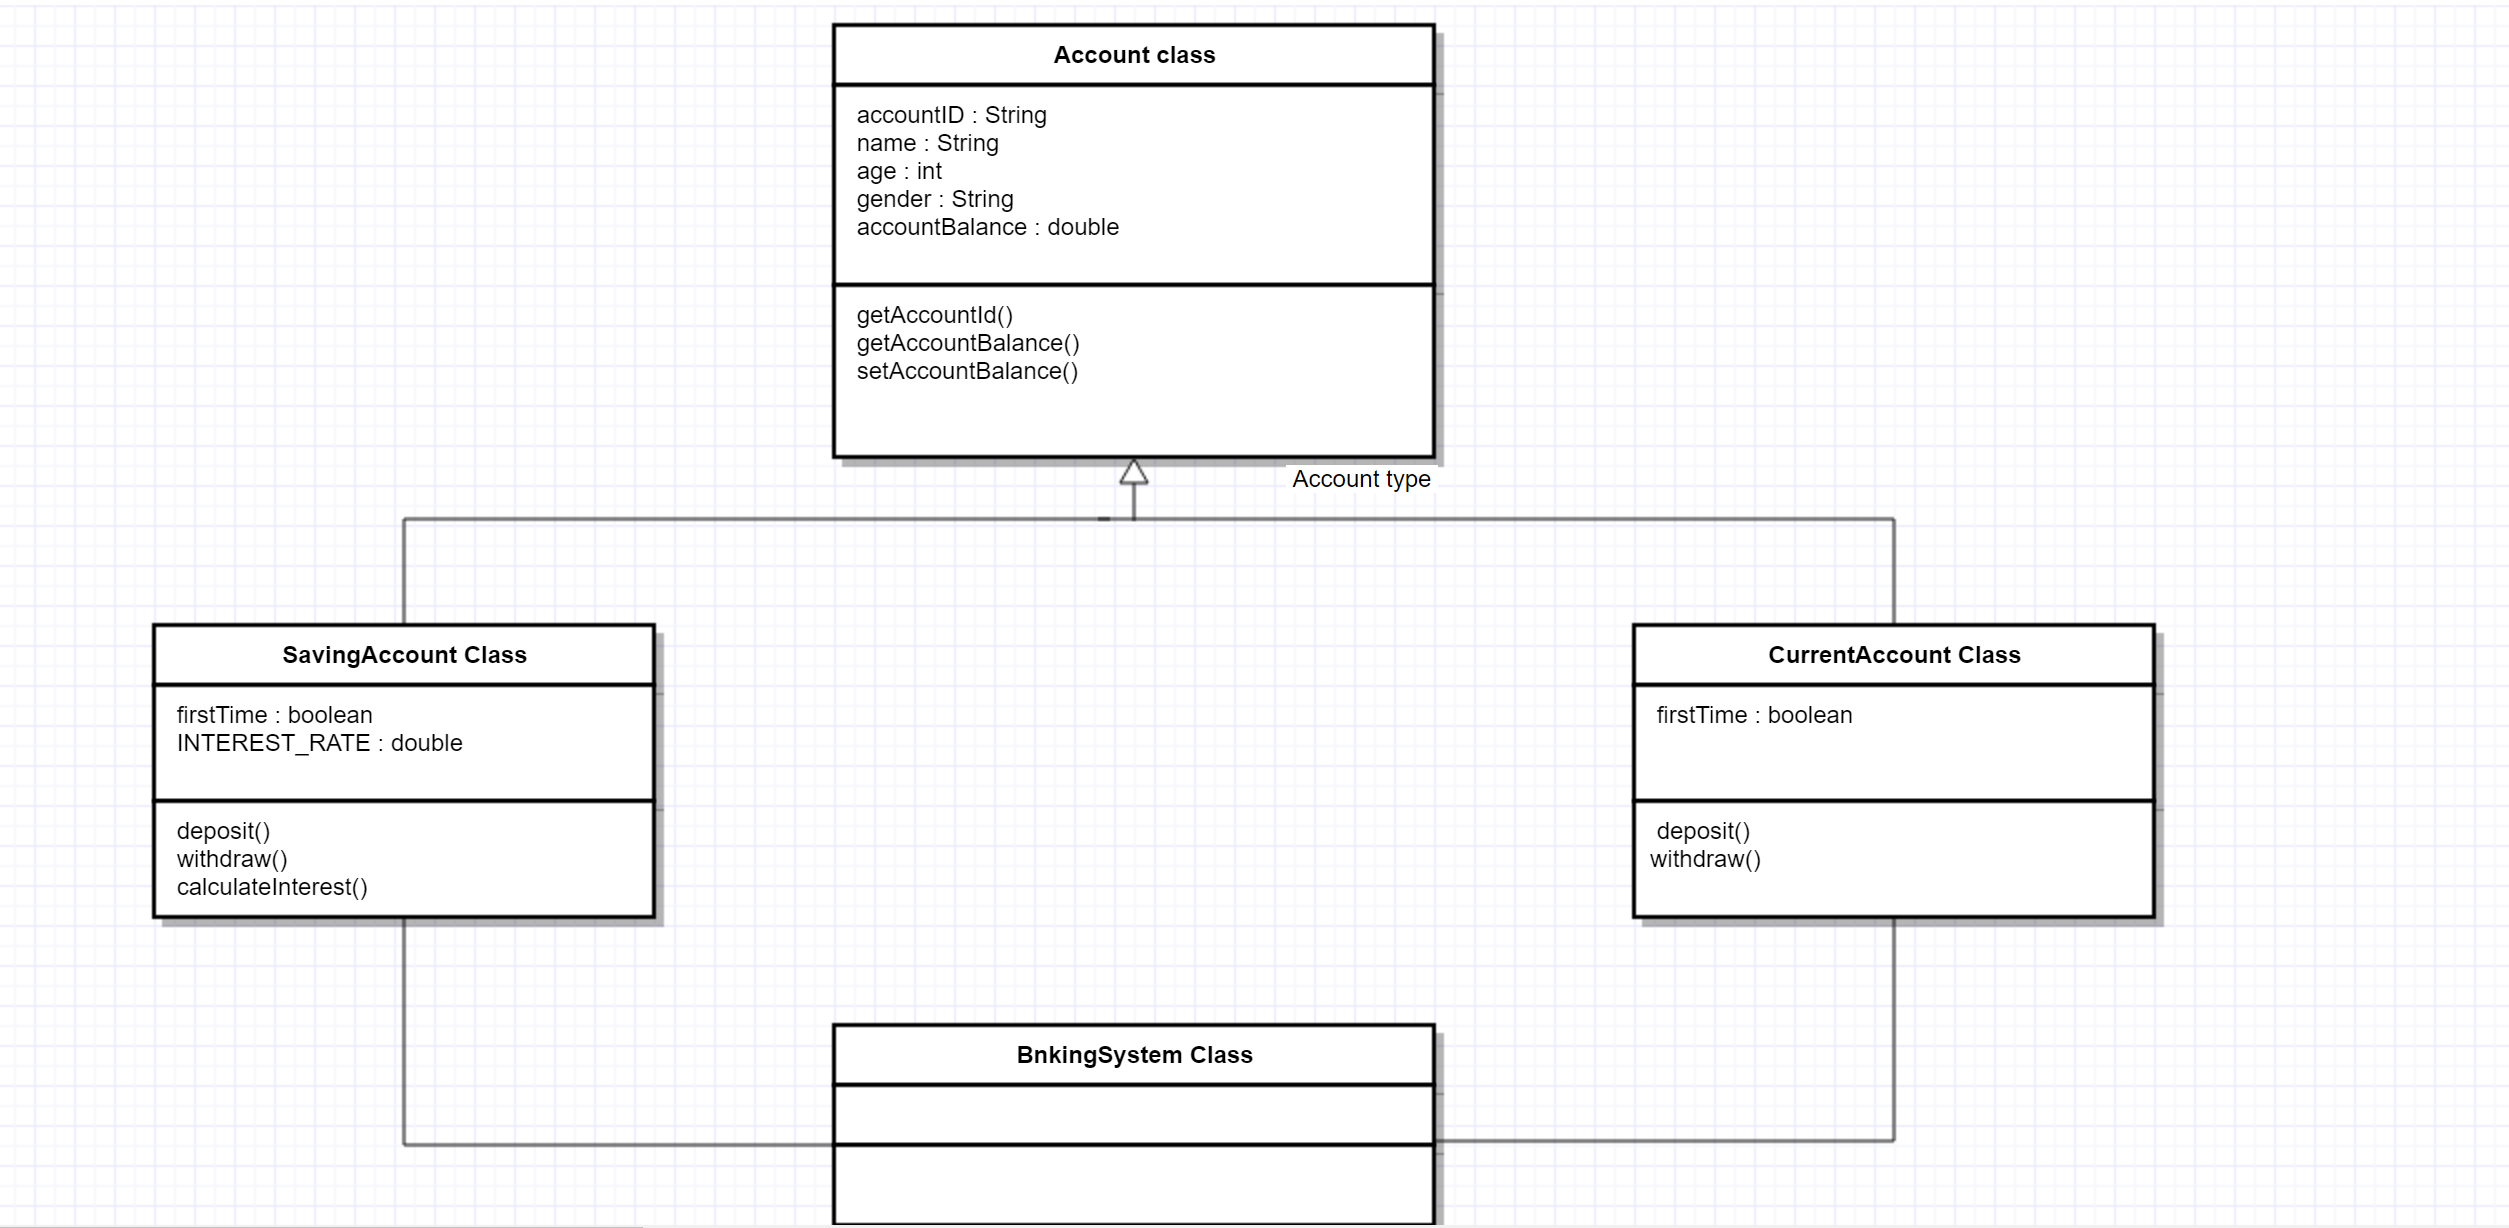 Account class
accountID : String
name : String
age : int
gender : String
accountBalance : double
getAccountId()
getAccountBalance()
setAccountBalance()
Account type
SavingAccount Class
firstTime : boolean
INTEREST_RATE : double
deposit()
withdraw()
calculateInterest()
CurrentAccount Class
firstTime : boolean
deposit()
withdraw()
BnkingSystem Class